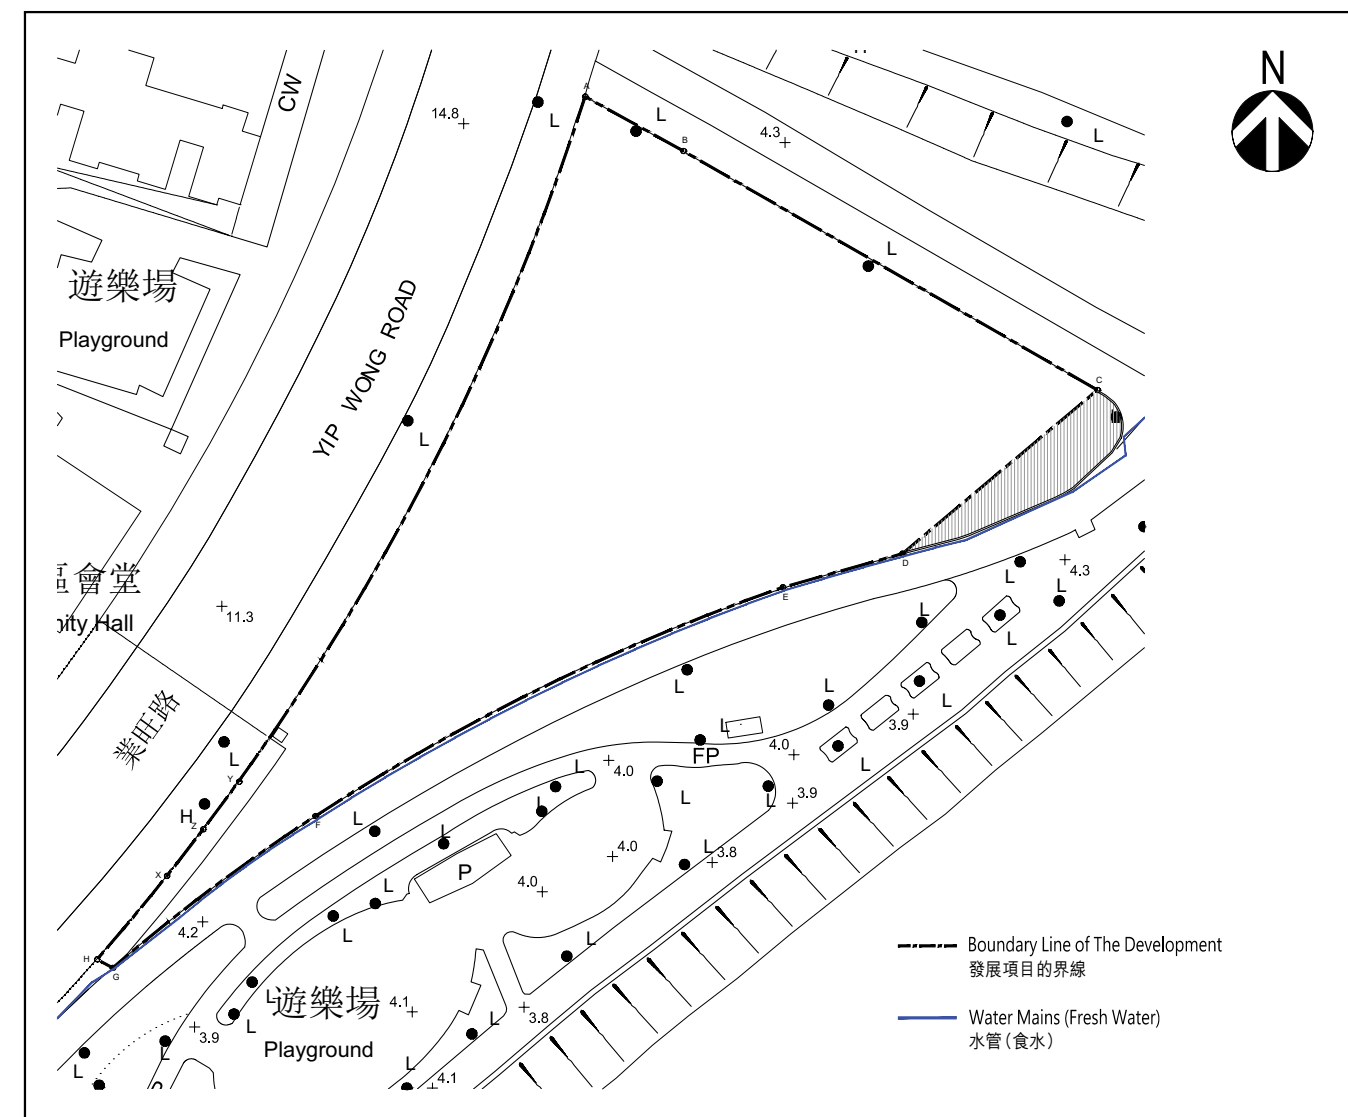 N
CW
14.8
L
A
L
B
4.3
L
L
遊樂場
Playground
YIP WONG ROAD
L
C
D
E
區會堂
nity Hall
11.3
業旺路
L
Y
H
Z
X
H
G
F
4.2
L
L
L
L
L
4.3
L
L
L
3.9
L
L
FP
4.0
4.0
L
L
3.9
L
L
L
3.8
L
4.0
P
4.0
L
L
L
L
L
遊樂場
Playground
4.1
3.8
L
3.9
L
L
L
4.1
Boundary Line of The Development
發展項目的界線
Water Mains (Fresh Water)
水管(食水)